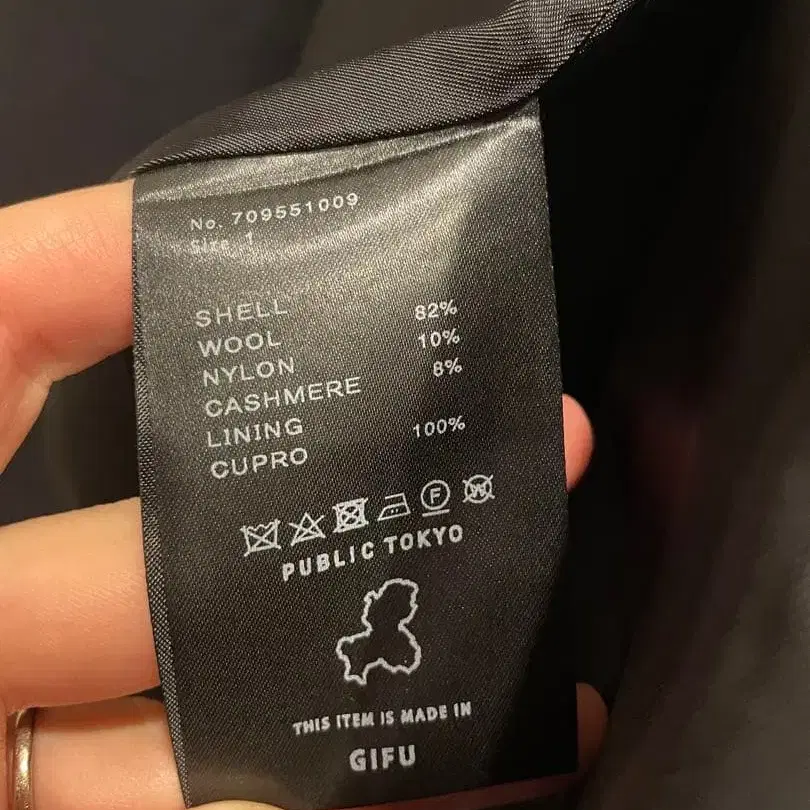 No. 709551009
Size 1
SHELL
WOOL 82%
NYLON 10%
CASHMERE 8%
LINING
CUPRO 100%
F W
PUBLIC TOKYO
THIS ITEM IS MADE IN
GIFU